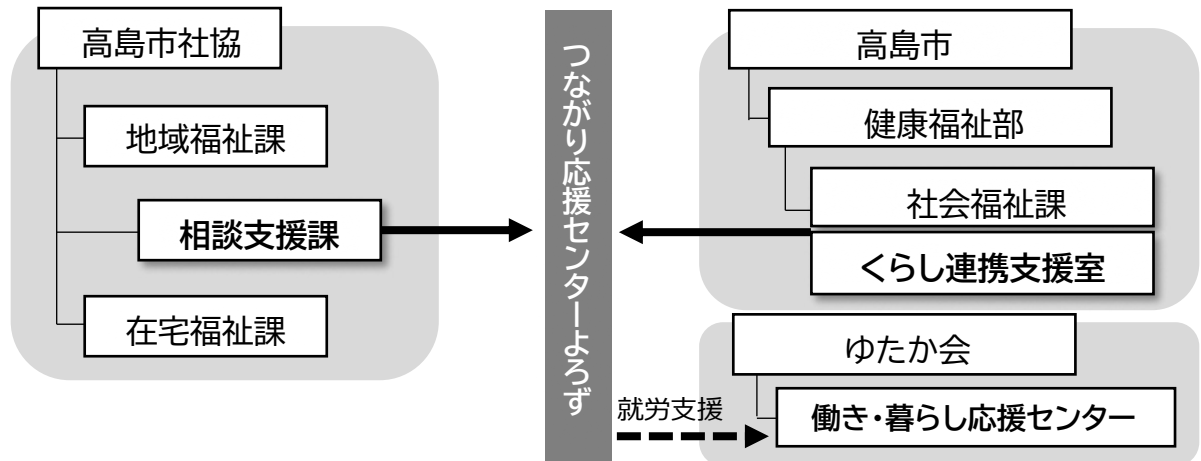 高島市社協
地域福祉課
相談支援課
在宅福祉課
つながり応援センターよろず
高島市
健康福祉部
社会福祉課
くらし連携支援室
ゆたか会
働き・暮らし応援センター
就労支援